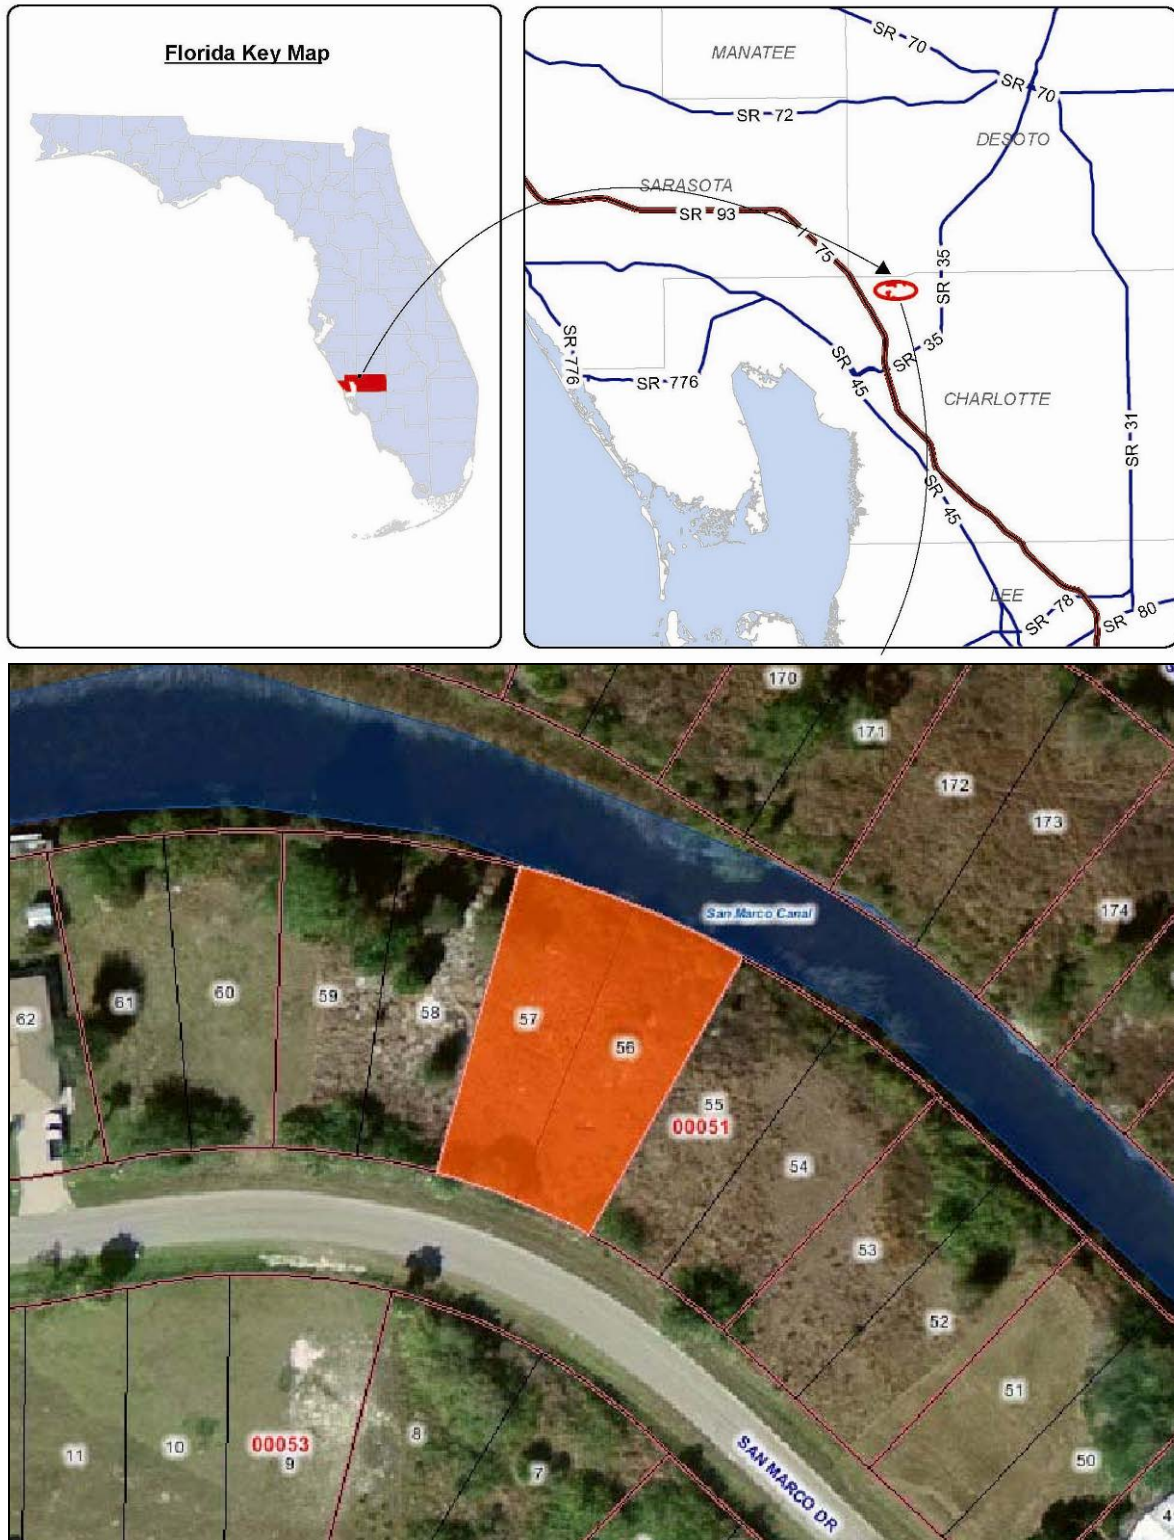 Florida Key Map
MANATEE
SR 70
SR 70
SR 72
DESOTO
SARASOTA
SR 93
I 75
SR 35
SR 35
SR 776
SR 776
SR 45
CHARLOTTE
SR 31
SR 45
LEE
SR 78
SR 80
170
171
172
173
174
San Marco Canal
62
61
60
59
58
57
56
55
00051
54
53
52
51
50
11
10
00053
9
8
7
SAN MARCO DR